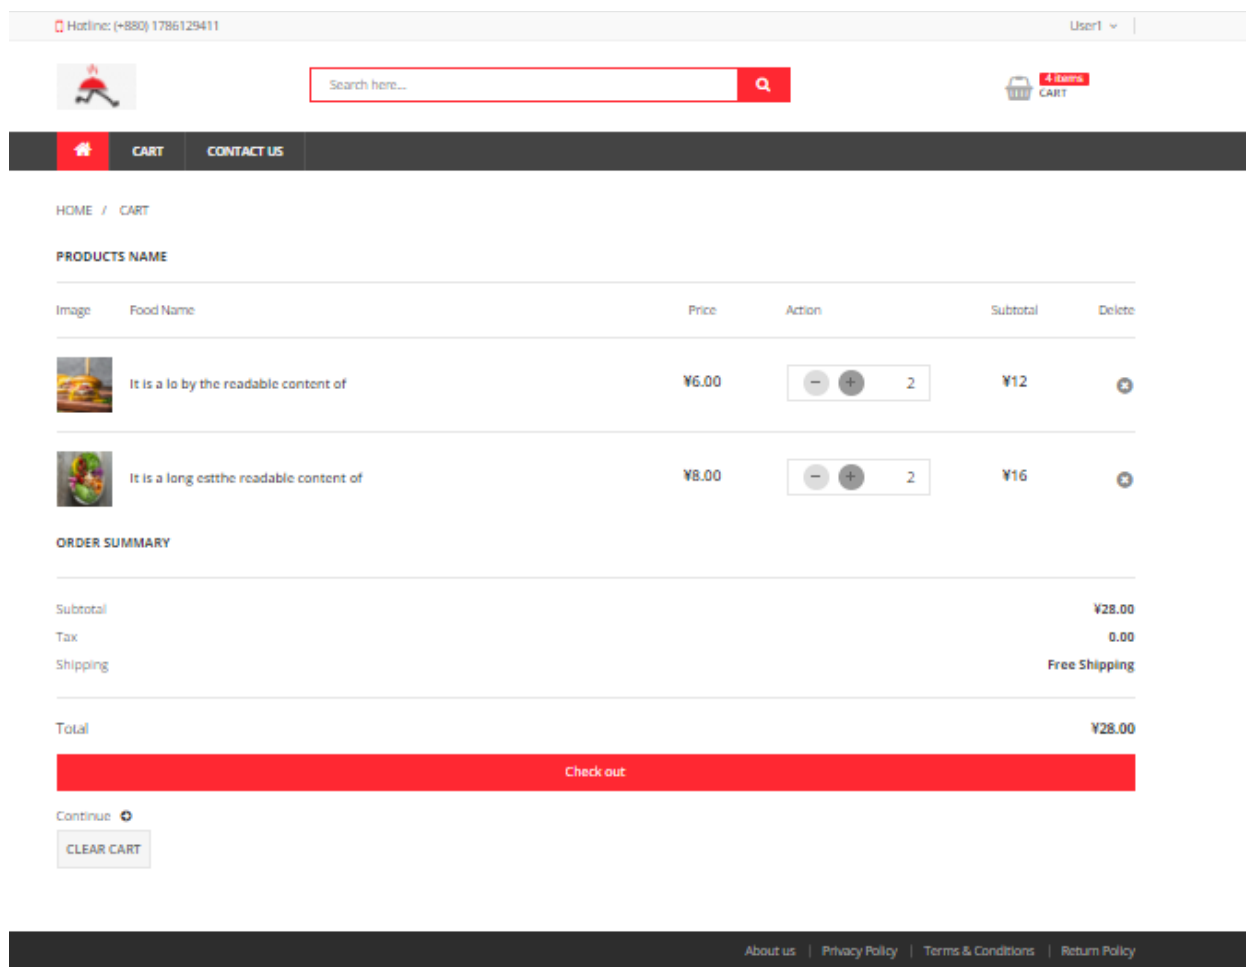 Hotline: (+880) 1786129411 User1
Search here... 4 items
CART
CART CONTACT US
HOME / CART
PRODUCTS NAME
Image Food Name Price Action Subtotal Delete
It is a lo by the readable content of ¥6.00 − + 2 ¥12
It is a long estthe readable content of ¥8.00 − + 2 ¥16
ORDER SUMMARY
Subtotal ¥28.00
Tax 0.00
Shipping Free Shipping
Total ¥28.00
Check out
Continue
CLEAR CART
About us | Privacy Policy | Terms & Conditions | Return Policy